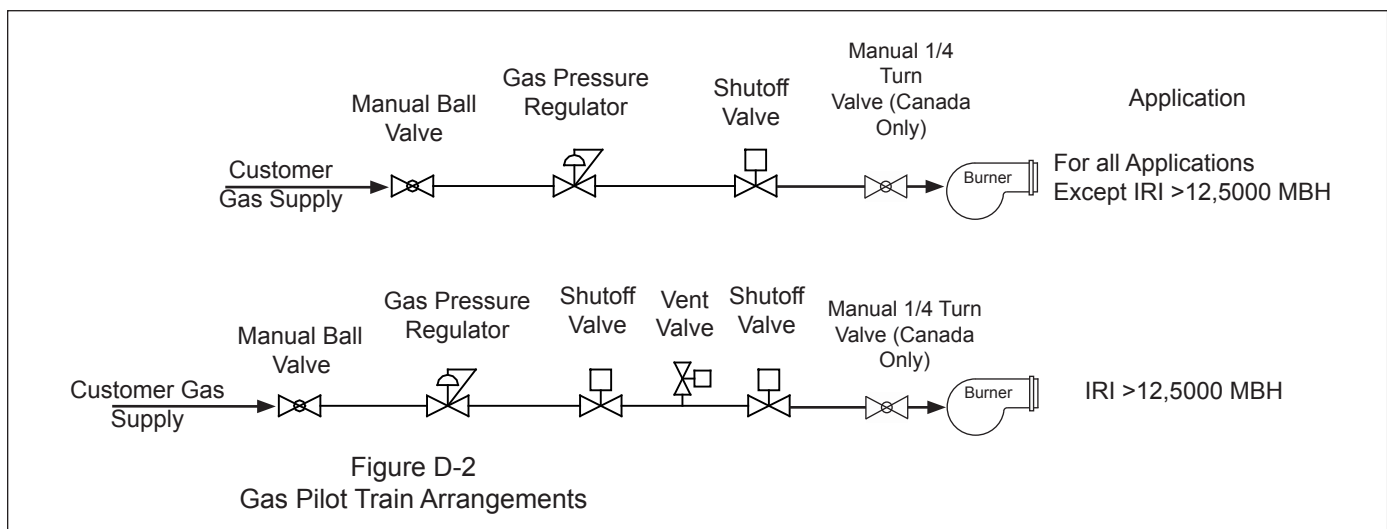 Manual Ball
Valve
Gas Pressure
Regulator
Shutoff
Valve
Manual 1/4
Turn
Valve (Canada
Only)
Application
Customer
Gas Supply
Burner
For all Applications
Except IRI >12,5000 MBH
Manual Ball
Valve
Gas Pressure
Regulator
Shutoff
Valve
Vent
Valve
Shutoff
Valve
Manual 1/4 Turn
Valve (Canada
Only)
Customer Gas
Supply
Burner
IRI >12,5000 MBH
Figure D-2
Gas Pilot Train Arrangements